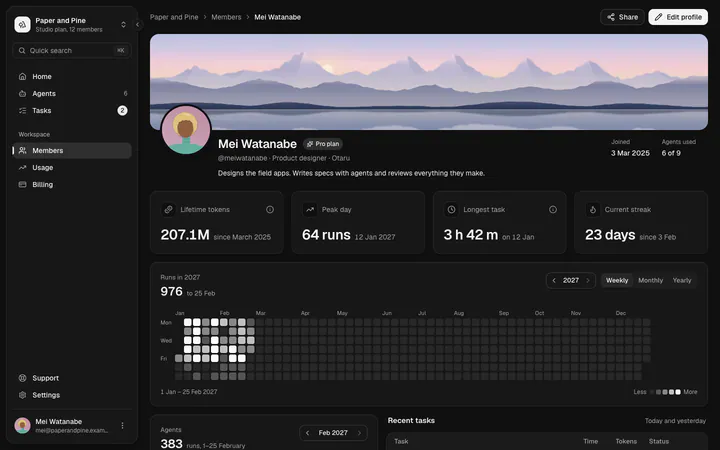 Paper and Pine
Studio plan, 12 members
Quick search
⌘K
Home
Agents 6
Tasks 2
Workspace
Members
Usage
Billing
Support
Settings
Mei Watanabe
mei@paperandpine.exam...
Paper and Pine > Members > Mei Watanabe
Share
Edit profile
Mei Watanabe
Pro plan
@meiwatanabe · Product designer · Otaru
Designs the field apps. Writes specs with agents and reviews everything they make.
Joined
3 Mar 2025
Agents used
6 of 9
Lifetime tokens
207.1M since March 2025
Peak day
64 runs 12 Jan 2027
Longest task
3 h 42 m on 12 Jan
Current streak
23 days since 3 Feb
Runs in 2027
976 to 25 Feb
2027
Weekly Monthly Yearly
Jan Feb Mar Apr May Jun Jul Aug Sep Oct Nov Dec
Mon
Wed
Fri
1 Jan – 25 Feb 2027
Less More
Agents
383 runs, 1–25 February
Feb 2027
Recent tasks
Today and yesterday
Task Time Tokens Status